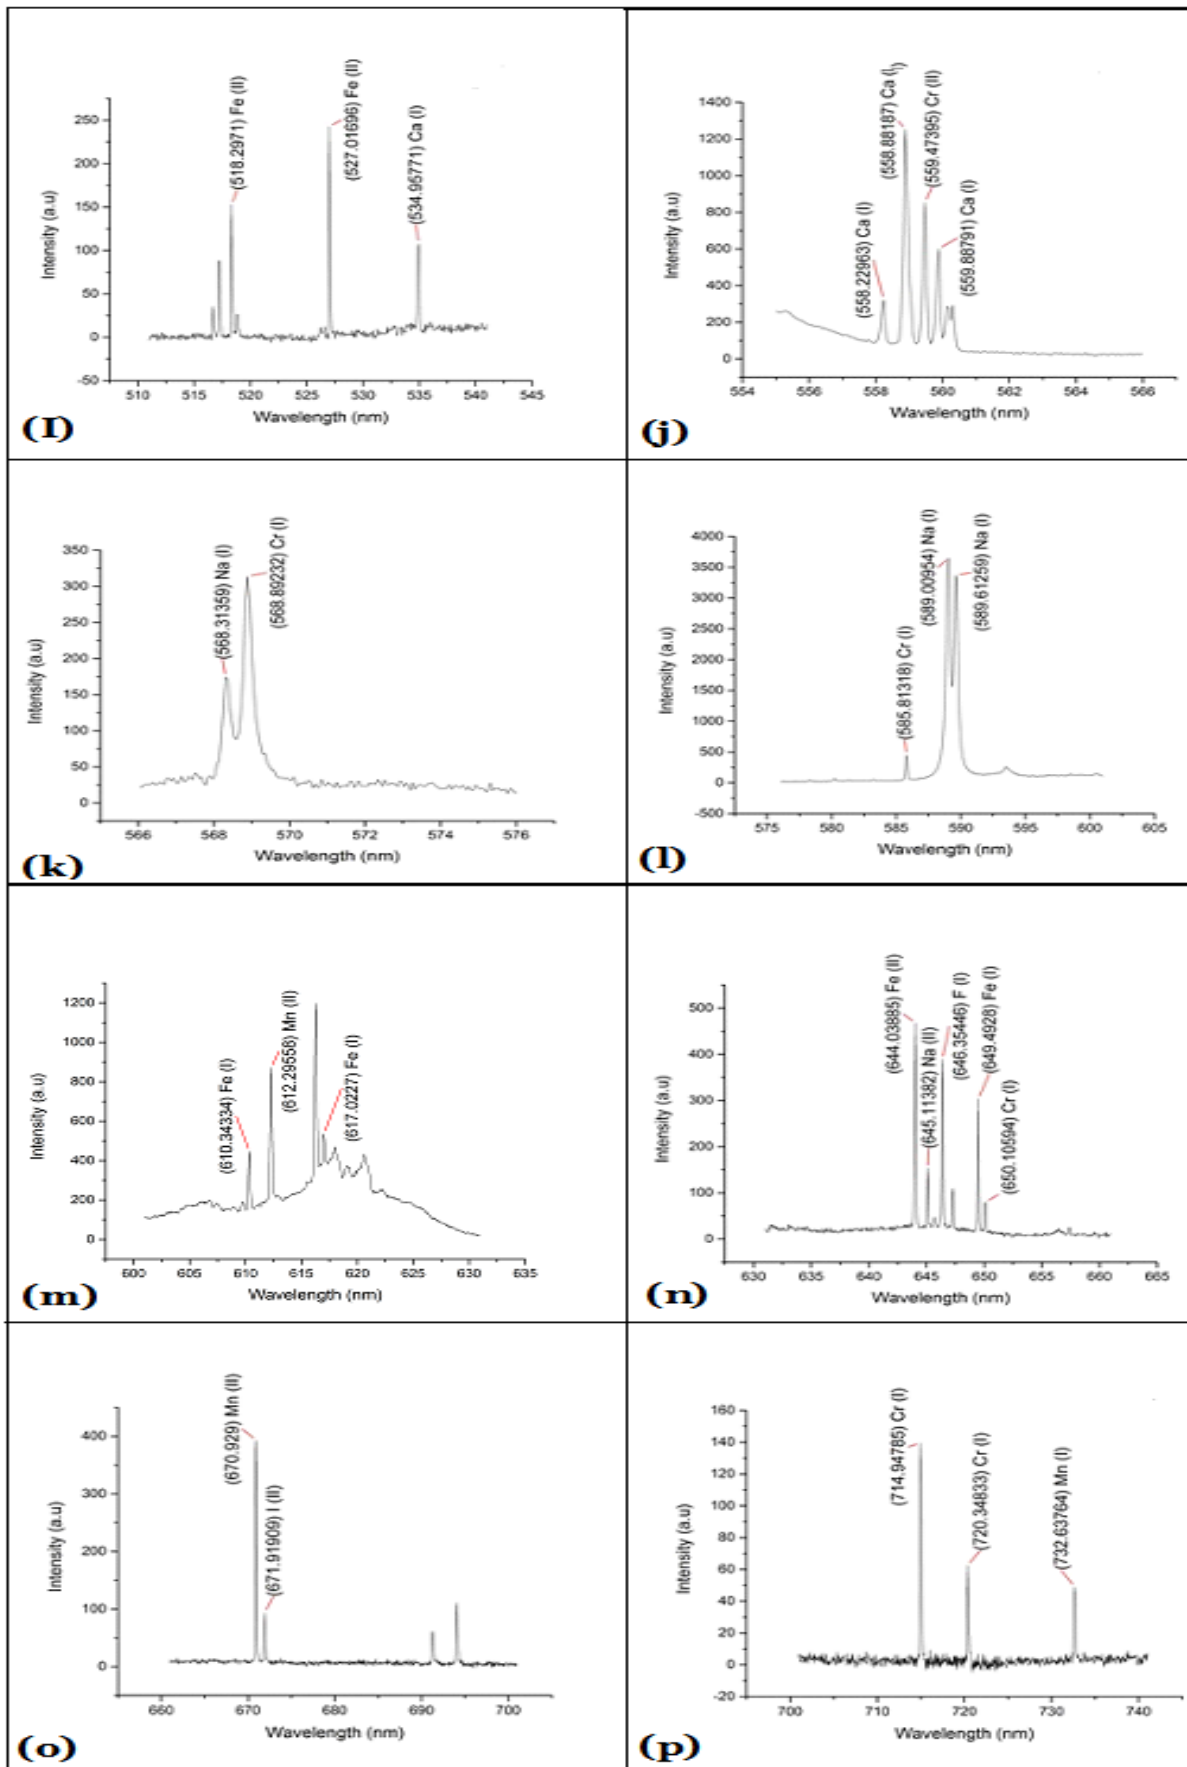 (518.2971) Fe (II)
(527.01696) Fe (II)
(534.95771) Ca (I)
250
200
150
100
50
0
-50
Intensity (a.u)
510 515 520 525 530 535 540 545
Wavelength (nm)
(I)
(558.22963) Ca (I)
(558.88187) Ca (I)
(559.47395) Cr (II)
(559.88791) Ca (I)
1400
1200
1000
800
600
400
200
0
Intensity (a.u)
554 556 558 560 562 564 566
Wavelength (nm)
(j)
(568.31359) Na (I)
(568.89232) Cr (I)
350
300
250
200
150
100
50
0
Intensity (a.u)
566 568 570 572 574 576
Wavelength (nm)
(k)
(585.81318) Cr (I)
(589.00954) Na (I)
(589.61259) Na (I)
4000
3500
3000
2500
2000
1500
1000
500
0
-500
Intensity (a.u)
575 580 585 590 595 600 605
Wavelength (nm)
(l)
(610.34334) Fe (I)
(612.29556) Mn (II)
(617.0227) Fe (I)
1200
1000
800
600
400
200
0
Intensity (a.u)
600 605 610 615 620 625 630 635
Wavelength (nm)
(m)
(644.03885) Fe (II)
(645.11382) Na (II)
(646.35446) F (I)
(649.4928) Fe (I)
(650.10594) Cr (I)
500
400
300
200
100
0
Intensity (a.u)
630 635 640 645 650 655 660 665
Wavelength (nm)
(n)
(670.929) Mn (II)
(671.91909) I (II)
400
300
200
100
0
Intensity (a.u)
660 670 680 690 700
Wavelength (nm)
(o)
(714.94785) Cr (I)
(720.34833) Cr (I)
(732.63764) Mn (I)
160
140
120
100
80
60
40
20
0
-20
Intensity (a.u)
700 710 720 730 740
Wavelength (nm)
(p)